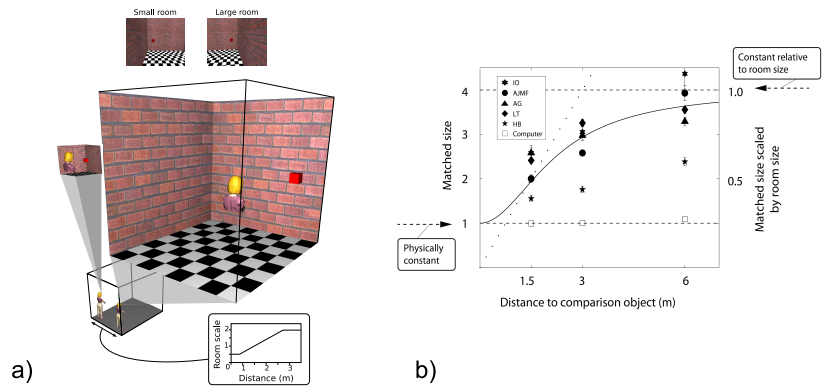 Small room
Large room
Room scale
2
1
0
1
2
3
Distance (m)
a)
Matched size
4
3
2
1
IO
AJMF
AG
LT
HB
Computer
Physically
constant
1.5
3
6
Distance to comparison object (m)
Constant relative
to room size
1.0
0.5
Matched size scaled
by room size
b)